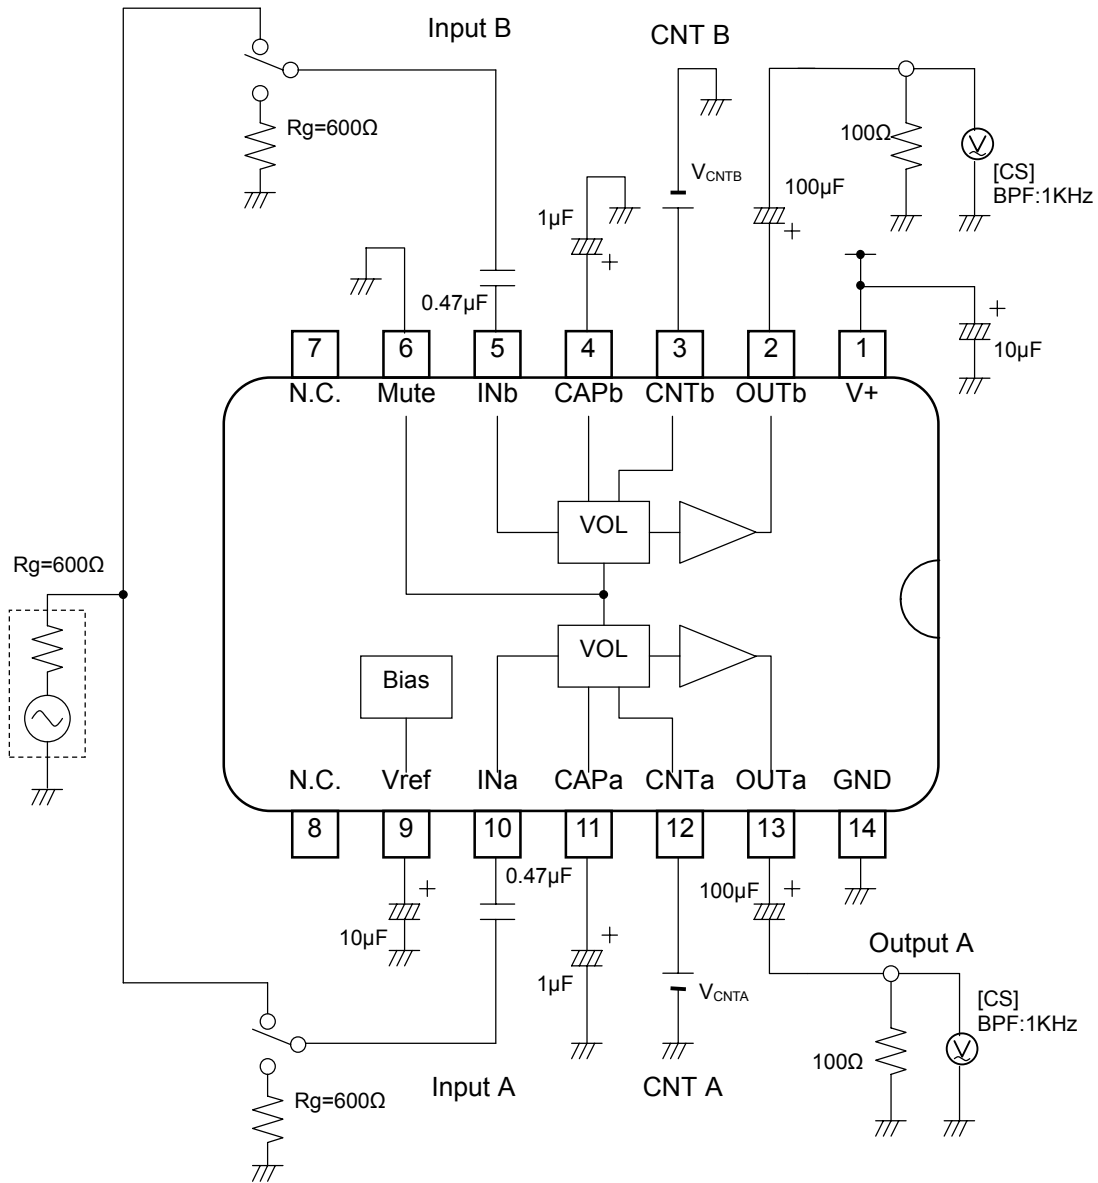 Input B
CNT B
Rg=600Ω
100Ω
[CS]
BPF:1KHz
VCNTB
100µF
+
1µF
+
0.47µF
+
10µF
7
6
5
4
3
2
1
N.C.
Mute
INb
CAPb
CNTb
OUTb
V+
VOL
Rg=600Ω
VOL
Bias
N.C.
Vref
INa
CAPa
CNTa
OUTa
GND
8
9
10
11
12
13
14
0.47µF
+
10µF
+
1µF
100µF
+
VCNTA
Output A
[CS]
BPF:1KHz
100Ω
Input A
CNT A
Rg=600Ω
V
V